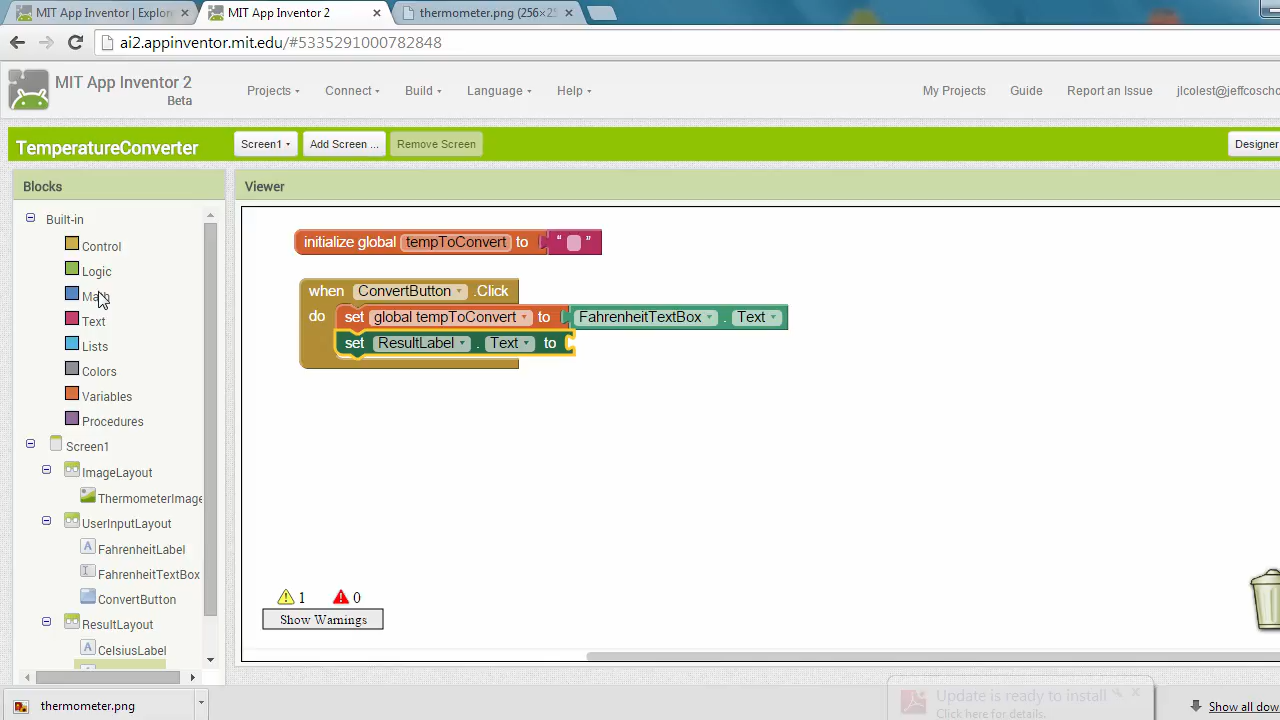 MIT App Inventor | Explor
MIT App Inventor 2
thermometer.png (256×25
ai2.appinventor.mit.edu/#5335291000782848
MIT App Inventor 2
Beta
Projects
Connect
Build
Language
Help
My Projects
Guide
Report an Issue
jlcolest@jeffcoscho
TemperatureConverter
Screen1
Add Screen ...
Remove Screen
Designer
Blocks
Viewer
Built-in
Control
Logic
Math
Text
Lists
Colors
Variables
Procedures
Screen1
ImageLayout
ThermometerImage
UserInputLayout
FahrenheitLabel
FahrenheitTextBox
ConvertButton
ResultLayout
CelsiusLabel
initialize global tempToConvert to " "
when ConvertButton .Click
do set global tempToConvert to FahrenheitTextBox . Text
set ResultLabel . Text to
1 0
Show Warnings
Update is ready to install
Click here for details.
thermometer.png
Show all dow